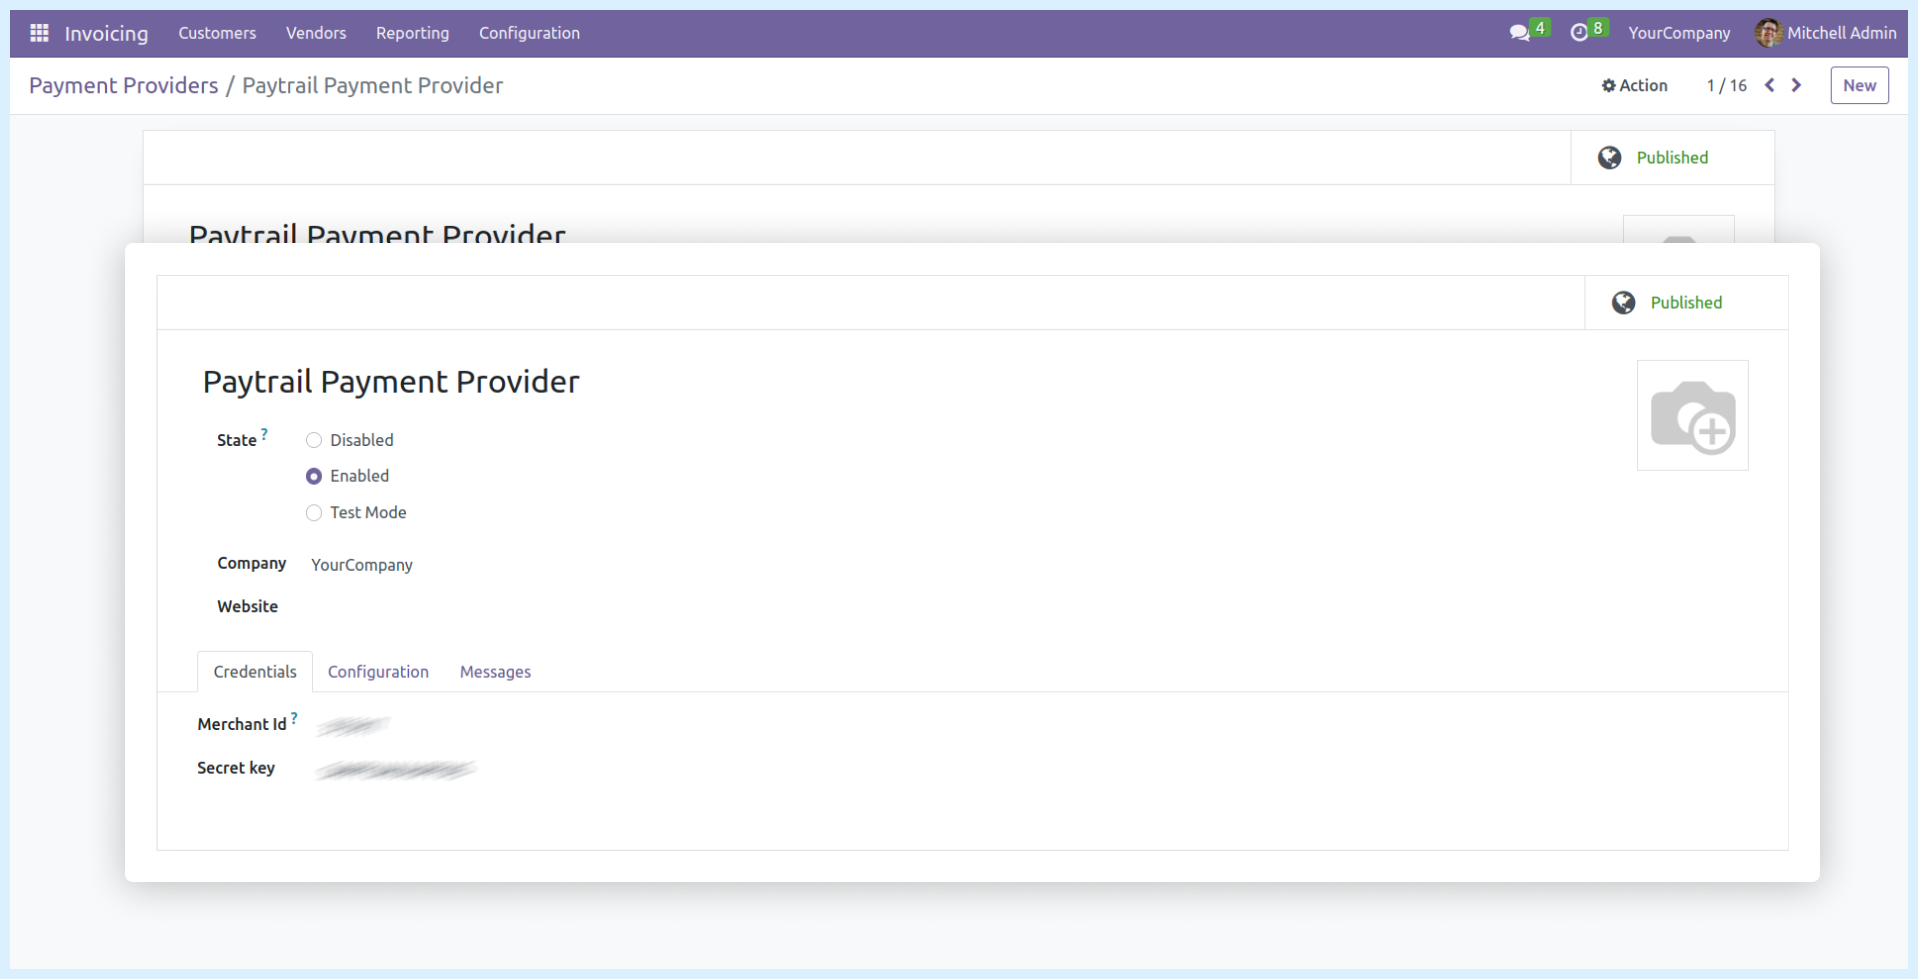 Invoicing Customers Vendors Reporting Configuration 4 8 YourCompany Mitchell Admin
Payment Providers / Paytrail Payment Provider Action 1 / 16 New
Published
Paytrail Payment Provider
Published
Paytrail Payment Provider
State ? Disabled
Enabled
Test Mode
Company YourCompany
Website
Credentials Configuration Messages
Merchant Id ?
Secret key